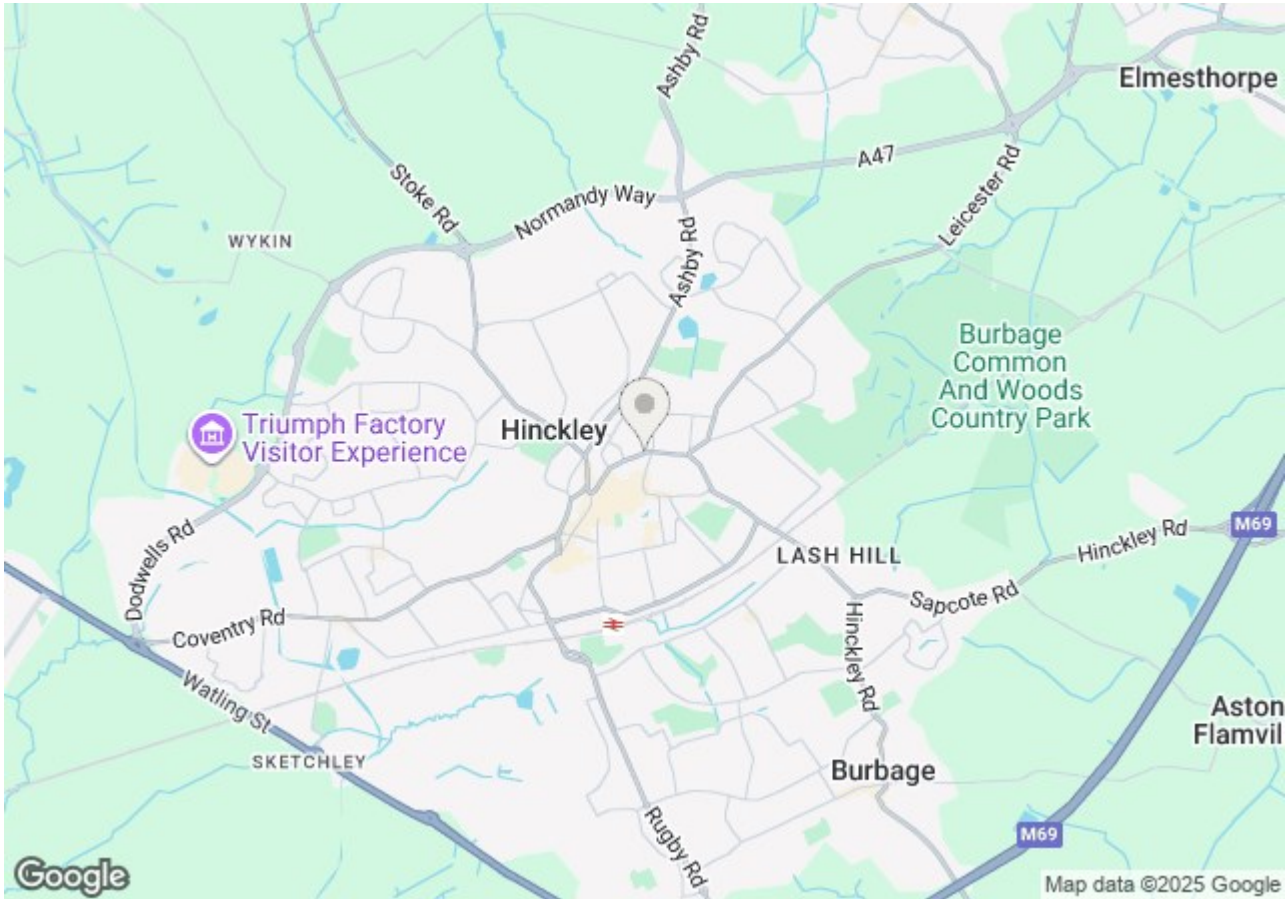 Ashby Rd
Elmesthorpe
A47
Stoke Rd
Normandy Way
Leicester Rd
WYKIN
Ashby Rd
Burbage
Common
And Woods
Country Park
Triumph Factory
Visitor Experience
Hinckley
M69
Hinckley Rd
Dodwells Rd
LASH HILL
Sapcote Rd
Coventry Rd
Hinckley Rd
Watling St
Aston
Flamvil
SKETCHLEY
Burbage
Rugby Rd
M69
Google
Map data ©2025 Google